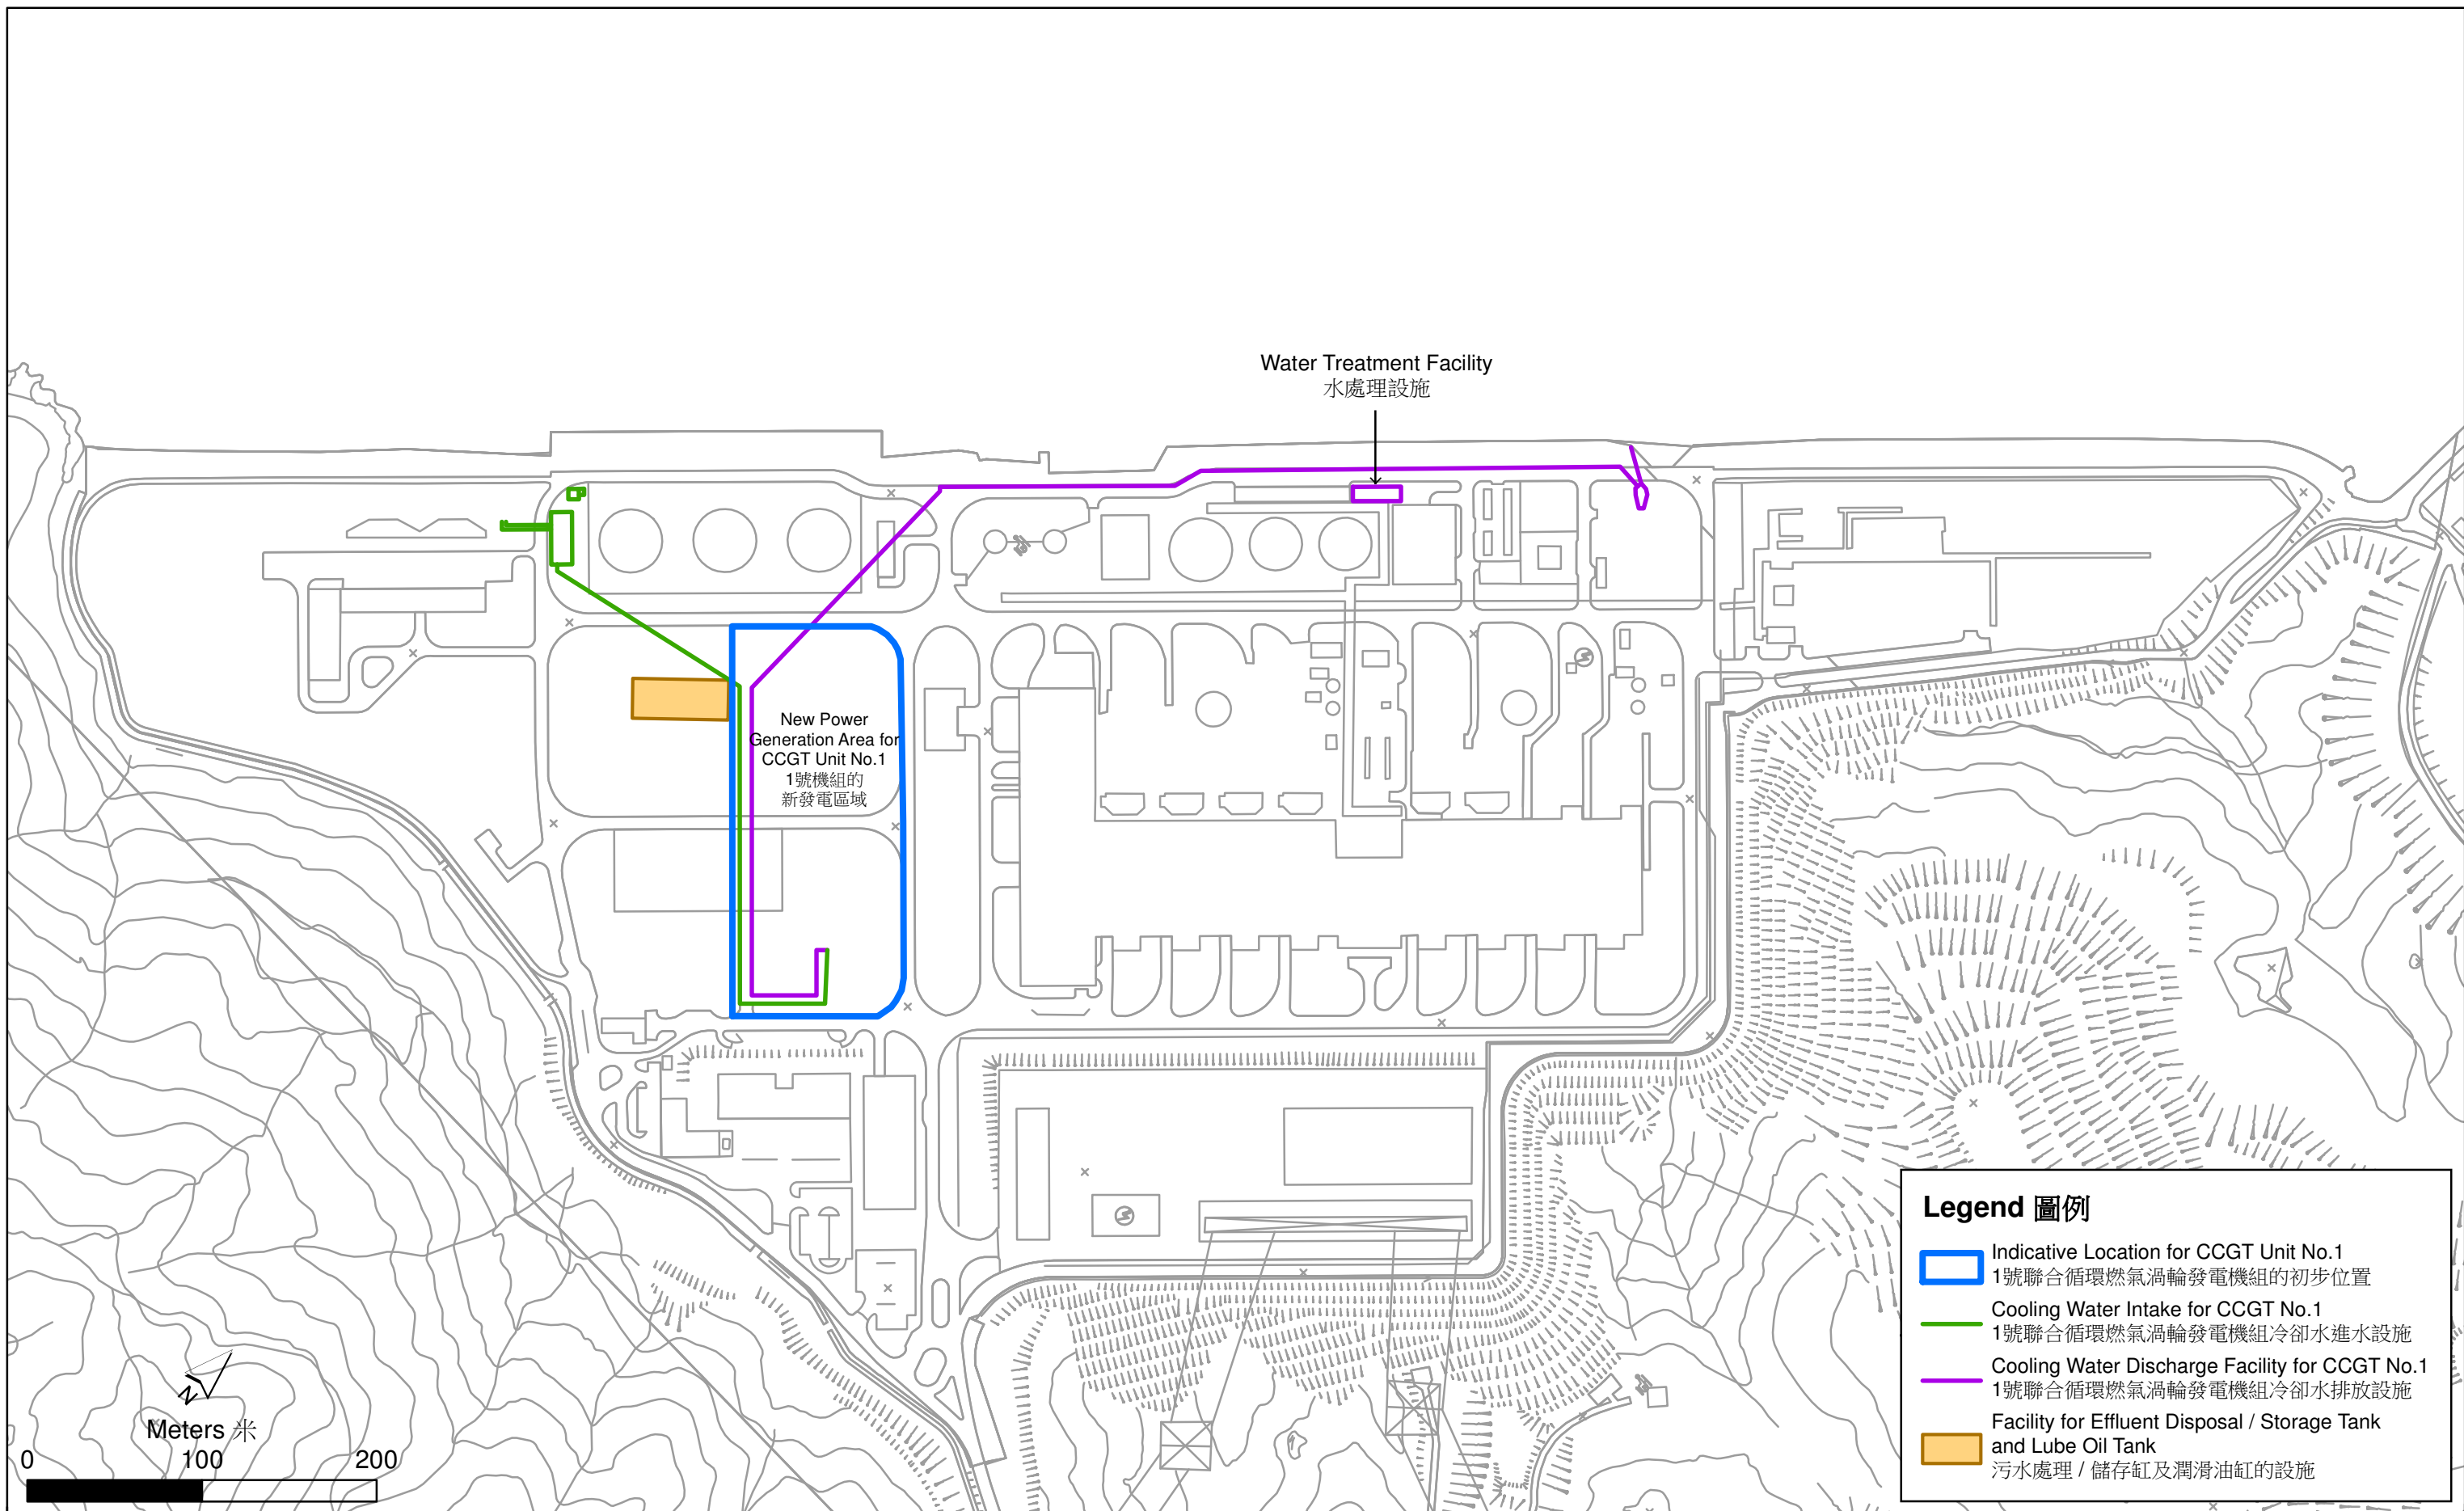 Water Treatment Facility
水處理設施
New Power
Generation Area for
CCGT Unit No.1
1號機組的
新發電區域
N
Meters 米
0 100 200
Legend 圖例
Indicative Location for CCGT Unit No.1
1號聯合循環燃氣渦輪發電機組的初步位置
Cooling Water Intake for CCGT No.1
1號聯合循環燃氣渦輪發電機組冷卻水進水設施
Cooling Water Discharge Facility for CCGT No.1
1號聯合循環燃氣渦輪發電機組冷卻水排放設施
Facility for Effluent Disposal / Storage Tank
and Lube Oil Tank
污水處理 / 儲存缸及潤滑油缸的設施